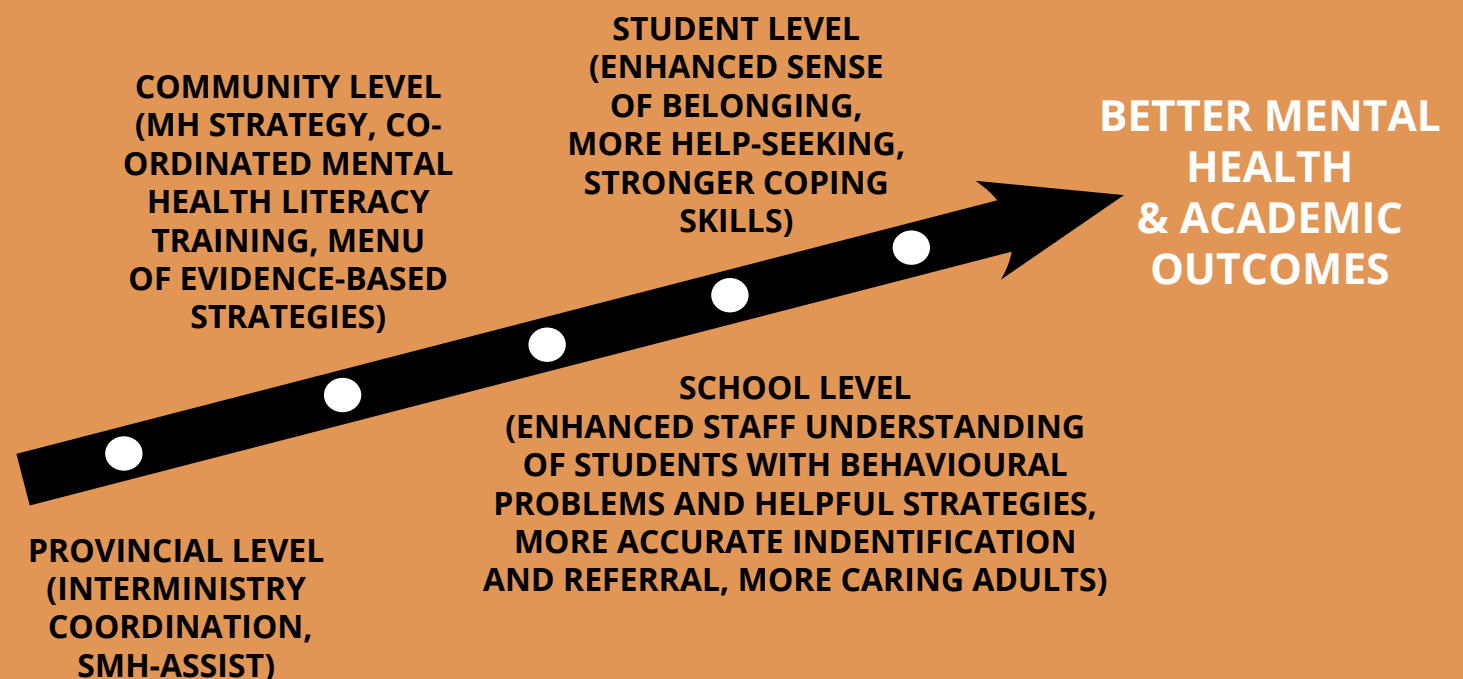 STUDENT LEVEL
(ENHANCED SENSE
OF BELONGING,
MORE HELP-SEEKING,
STRONGER COPING
SKILLS)
COMMUNITY LEVEL
(MH STRATEGY, CO-
ORDINATED MENTAL
HEALTH LITERACY
TRAINING, MENU
OF EVIDENCE-BASED
STRATEGIES)
BETTER MENTAL
HEALTH
& ACADEMIC
OUTCOMES
SCHOOL LEVEL
(ENHANCED STAFF UNDERSTANDING
OF STUDENTS WITH BEHAVIOURAL
PROBLEMS AND HELPFUL STRATEGIES,
MORE ACCURATE INDENTIFICATION
AND REFERRAL, MORE CARING ADULTS)
PROVINCIAL LEVEL
(INTERMINISTRY
COORDINATION,
SMH-ASSIST)